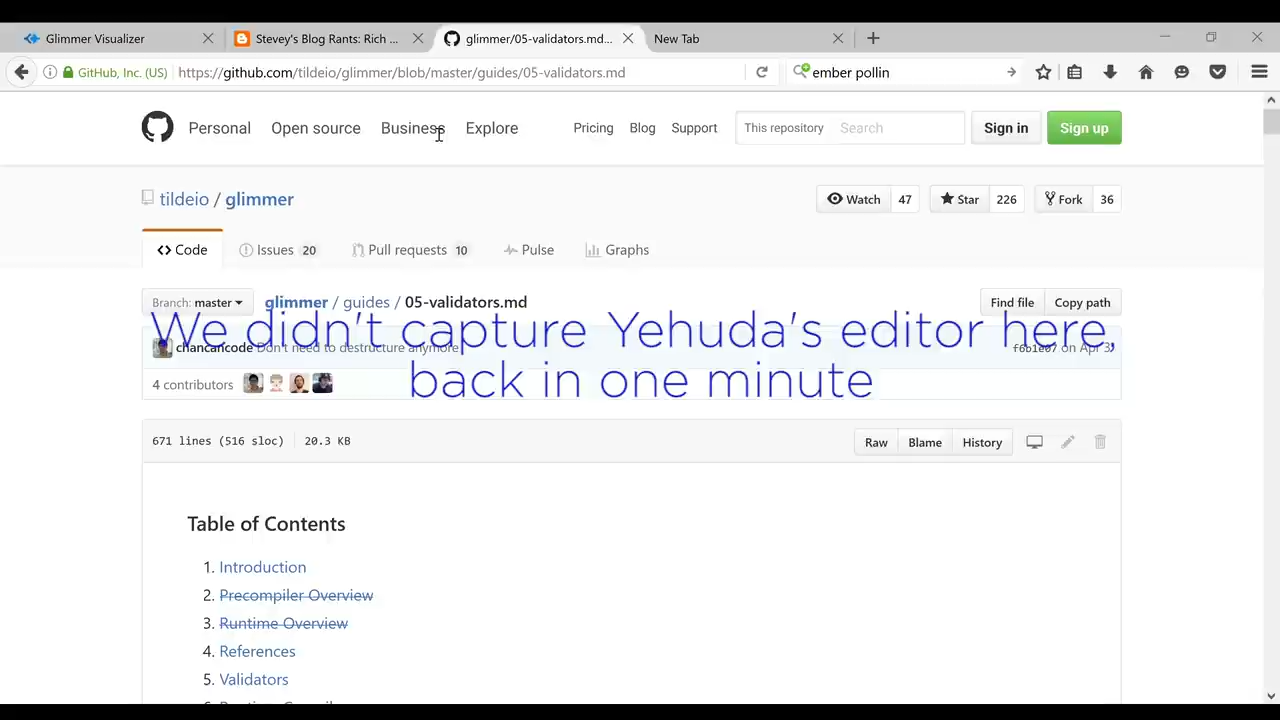 Glimmer Visualizer
Stevey's Blog Rants: Rich ...
glimmer/05-validators.md...
New Tab
GitHub, Inc. (US)
https://github.com/tildeio/glimmer/blob/master/guides/05-validators.md
ember pollin
Personal
Open source
Business
Explore
Pricing
Blog
Support
This repository
Search
Sign in
Sign up
tildeio / glimmer
Watch 47
Star 226
Fork 36
Code
Issues 20
Pull requests 10
Pulse
Graphs
Branch: master
glimmer / guides / 05-validators.md
Find file
Copy path
We didn't capture Yehuda's editor here,
back in one minute
chancancode Don't need to destructure anymore
f6b1e07 on Apr 3
4 contributors
671 lines (516 sloc)
20.3 KB
Raw
Blame
History
Table of Contents
1. Introduction
2. Precompiler Overview
3. Runtime Overview
4. References
5. Validators